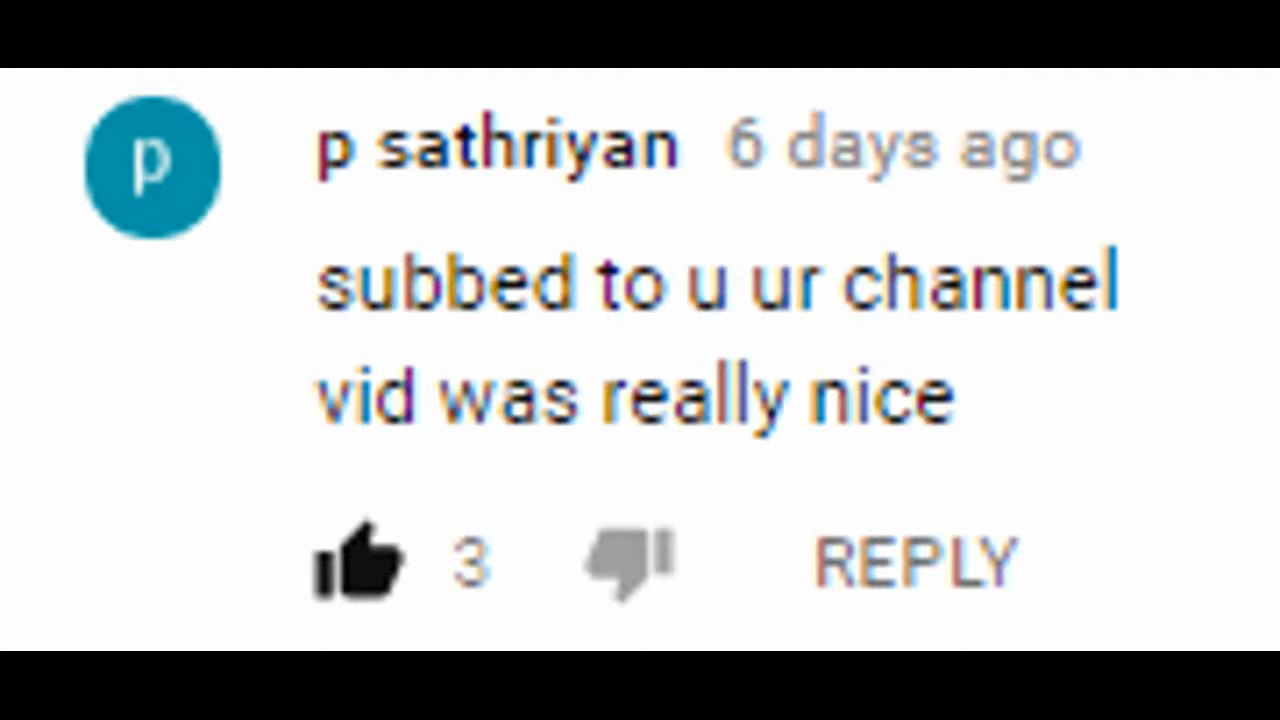 p
p sathriyan 6 days ago
subbed to u ur channel
vid was really nice
3 REPLY